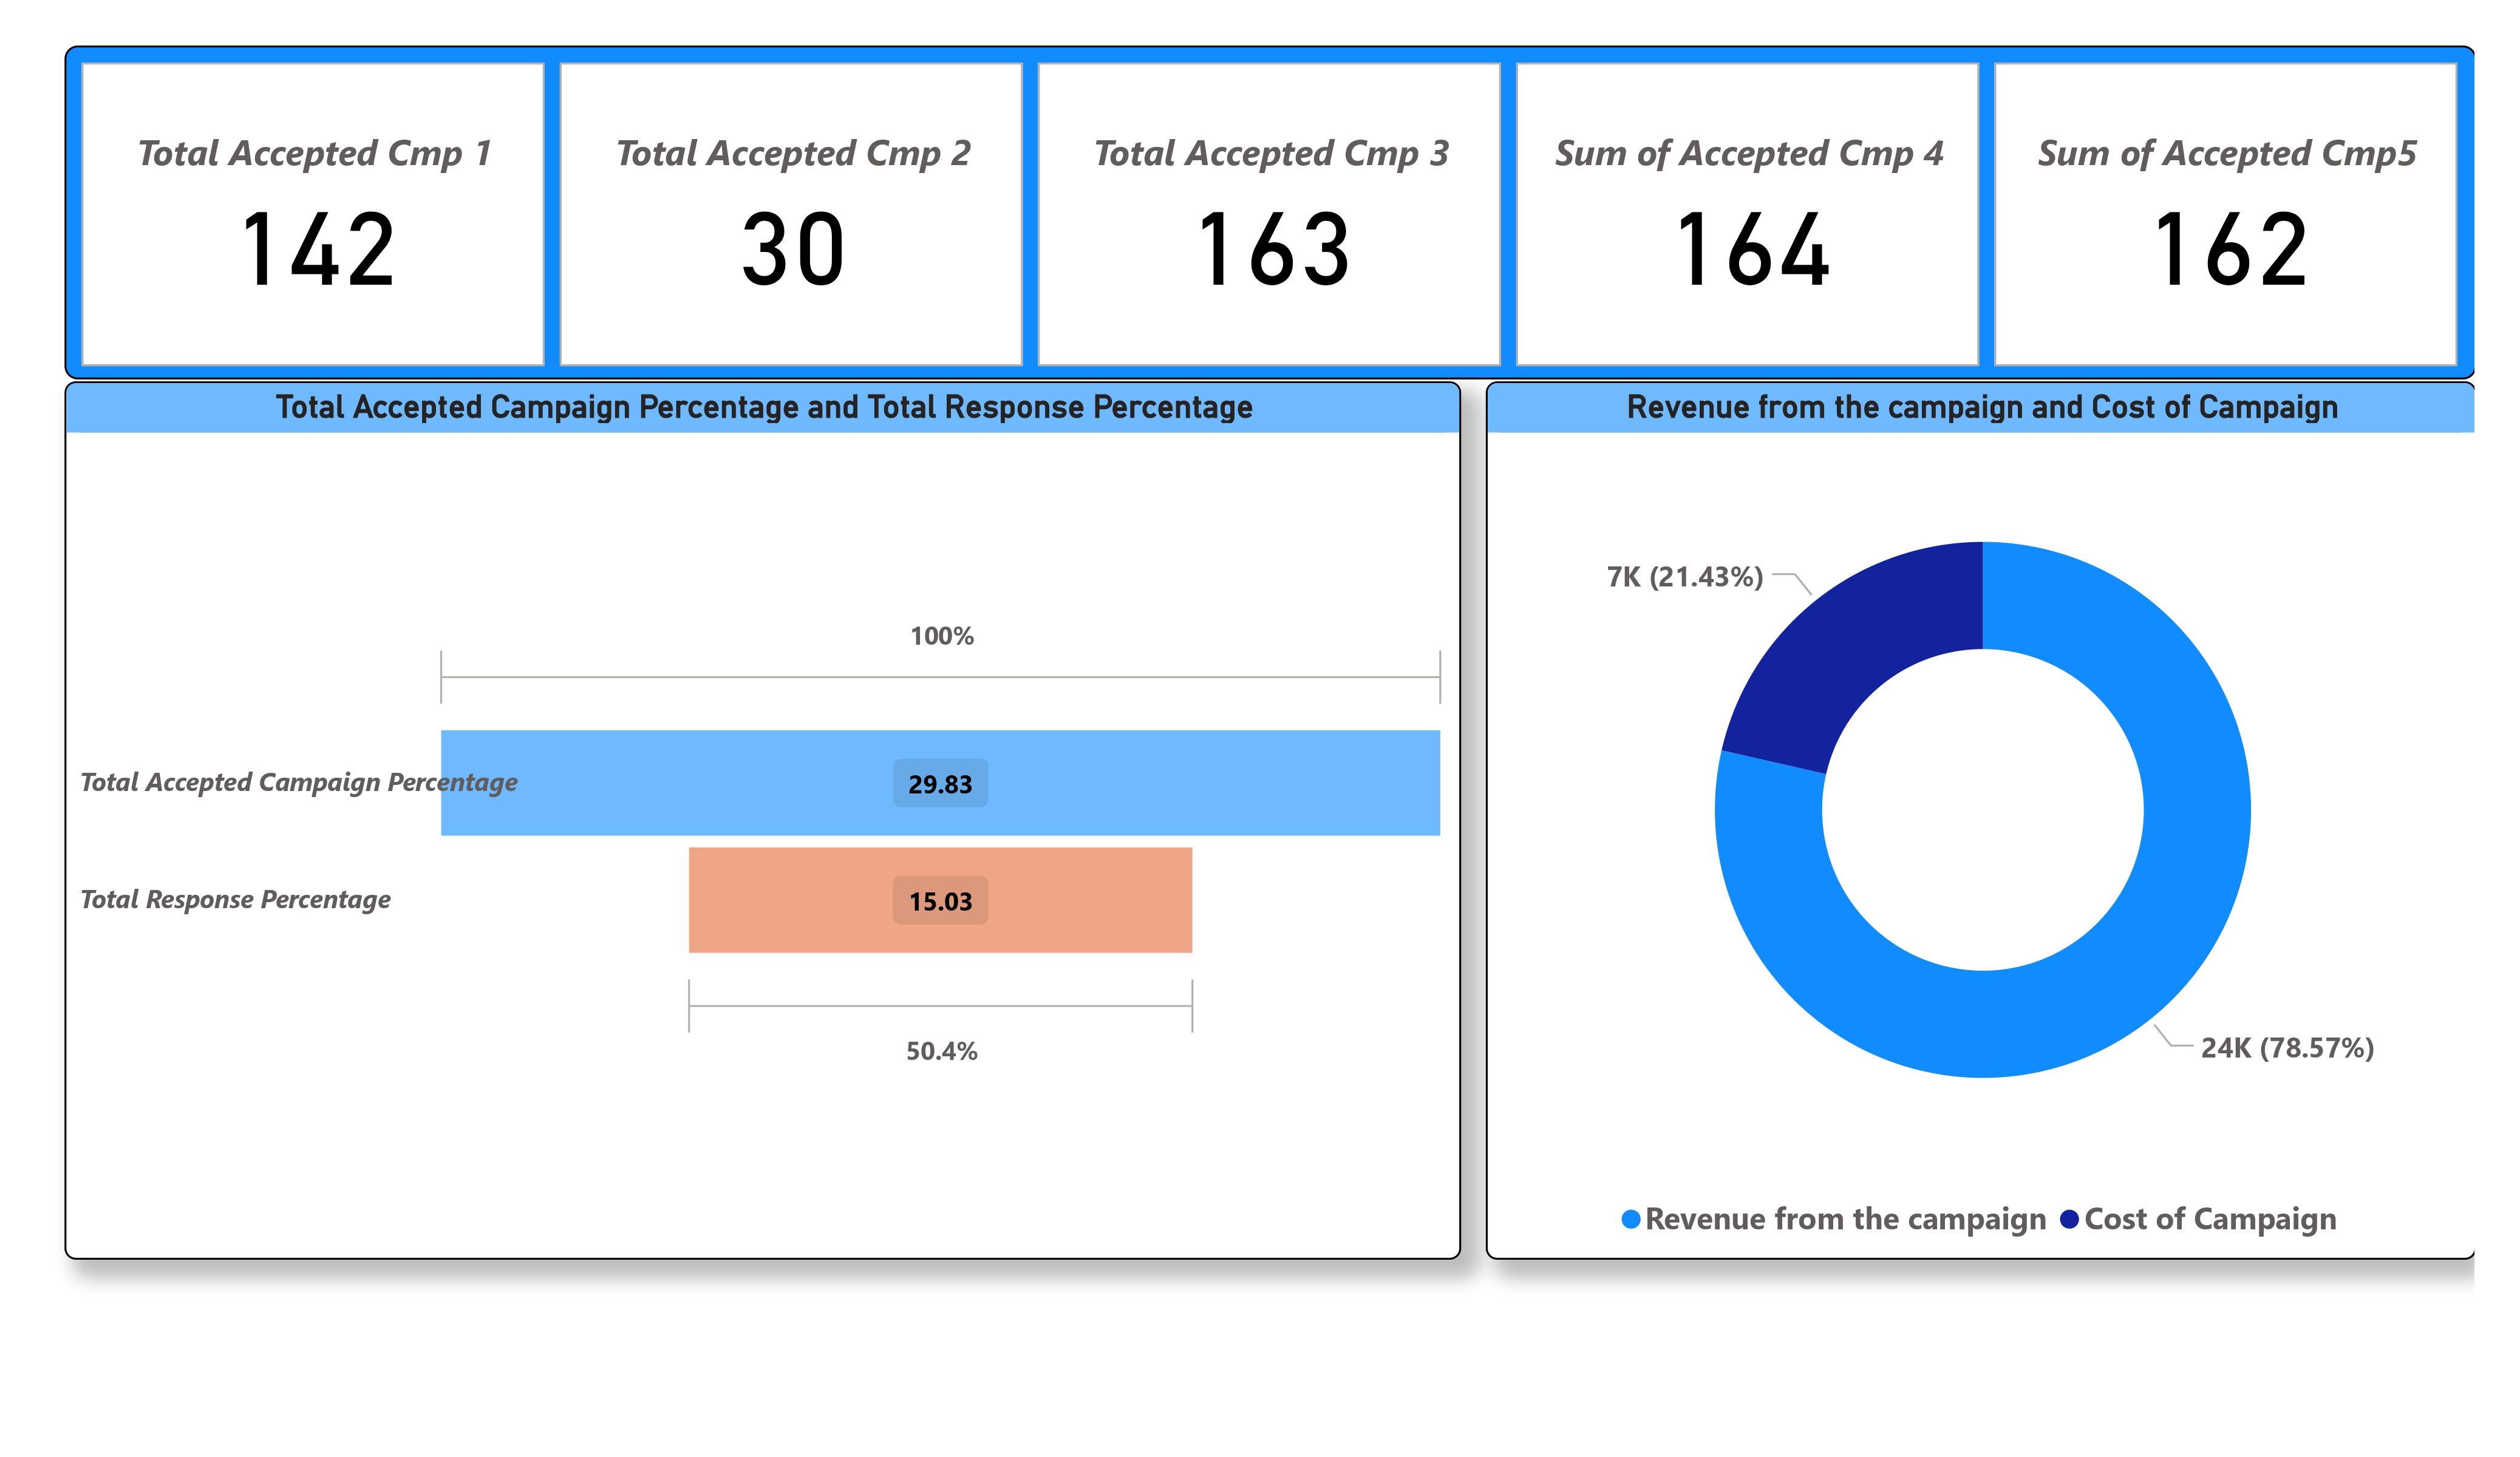 Total Accepted Cmp 1
142
Total Accepted Cmp 2
30
Total Accepted Cmp 3
163
Sum of Accepted Cmp 4
164
Sum of Accepted Cmp5
162
Total Accepted Campaign Percentage and Total Response Percentage
100%
Total Accepted Campaign Percentage
29.83
Total Response Percentage
15.03
50.4%
Revenue from the campaign and Cost of Campaign
7K (21.43%)
24K (78.57%)
Revenue from the campaign
Cost of Campaign